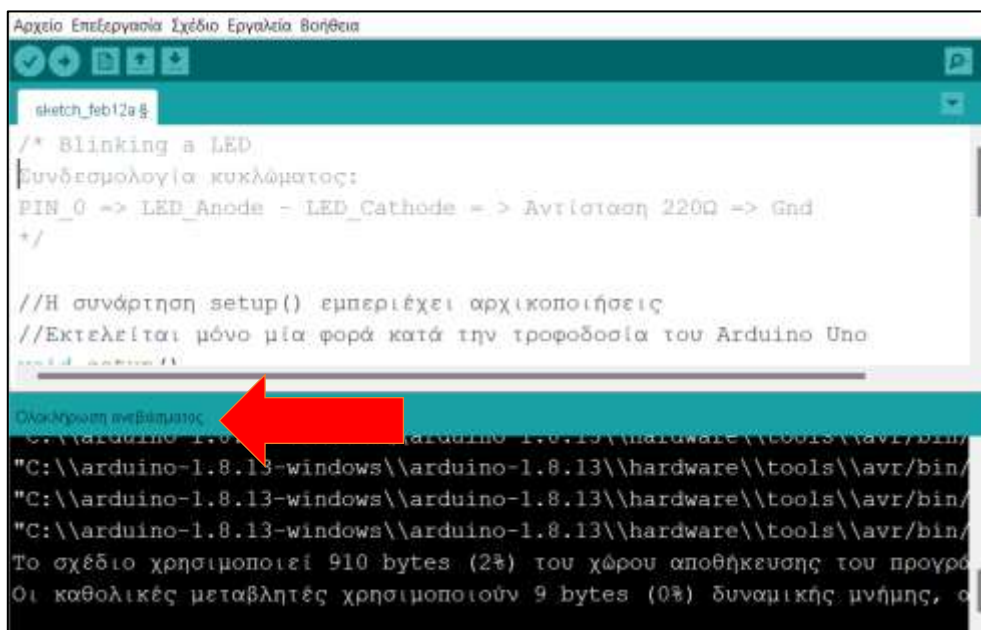 Αρχείο Επεξεργασία Σχέδιο Εργαλεία Βοήθεια
sketch_feb12a §
/* Blinking a LED
Συνδεσμολογία κυκλώματος:
PIN_0 => LED_Anode - LED_Cathode = > Αντίσταση 220Ω => Gnd
*/
//Η συνάρτηση setup() εμπεριέχει αρχικοποιήσεις
//Εκτελείται μόνο μία φορά κατά την τροφοδοσία του Arduino Uno
void setup()
Ολοκλήρωση ανεβάσματος
"C:\\arduino-1.8.13-windows\\arduino-1.8.13\\hardware\\tools\\avr/bin/
"C:\\arduino-1.8.13-windows\\arduino-1.8.13\\hardware\\tools\\avr/bin/
"C:\\arduino-1.8.13-windows\\arduino-1.8.13\\hardware\\tools\\avr/bin/
Το σχέδιο χρησιμοποιεί 910 bytes (2%) του χώρου αποθήκευσης του προγρά
Οι καθολικές μεταβλητές χρησιμοποιούν 9 bytes (0%) δυναμικής μνήμης, α